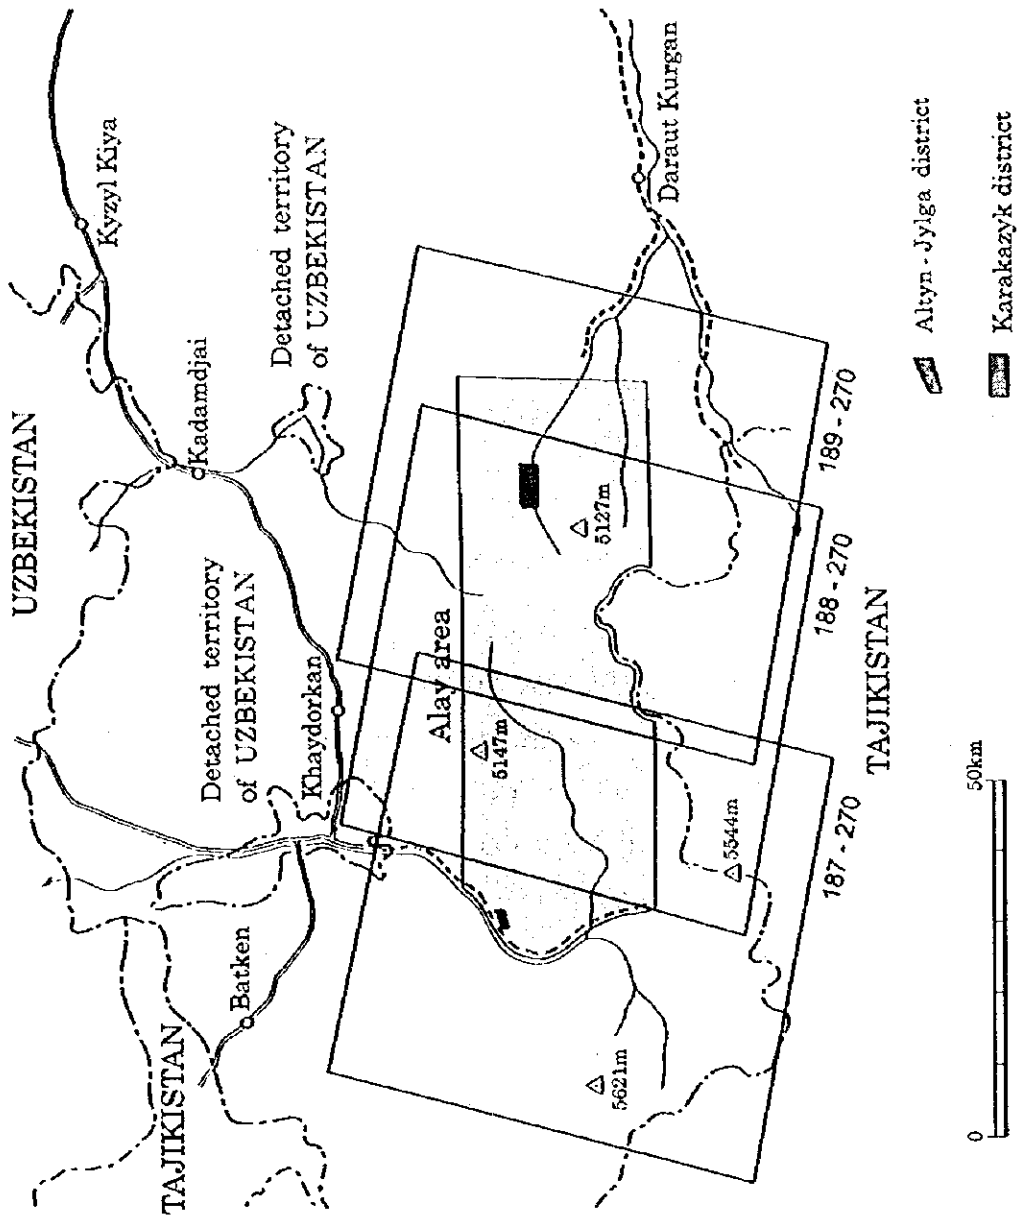 UZBEKISTAN
Kyzyl Kiya
Kadamdjai
Detached territory
of UZBEKISTAN
Detached territory
of UZBEKISTAN
Khaydorkan
TAJIKISTAN
Batken
Alay area
Daraut Kurgan
5147m
5127m
5621m
5544m
187 - 270
188 - 270
189 - 270
TAJIKISTAN
0
50km
Altyn - Jylga district
Karakazyk district